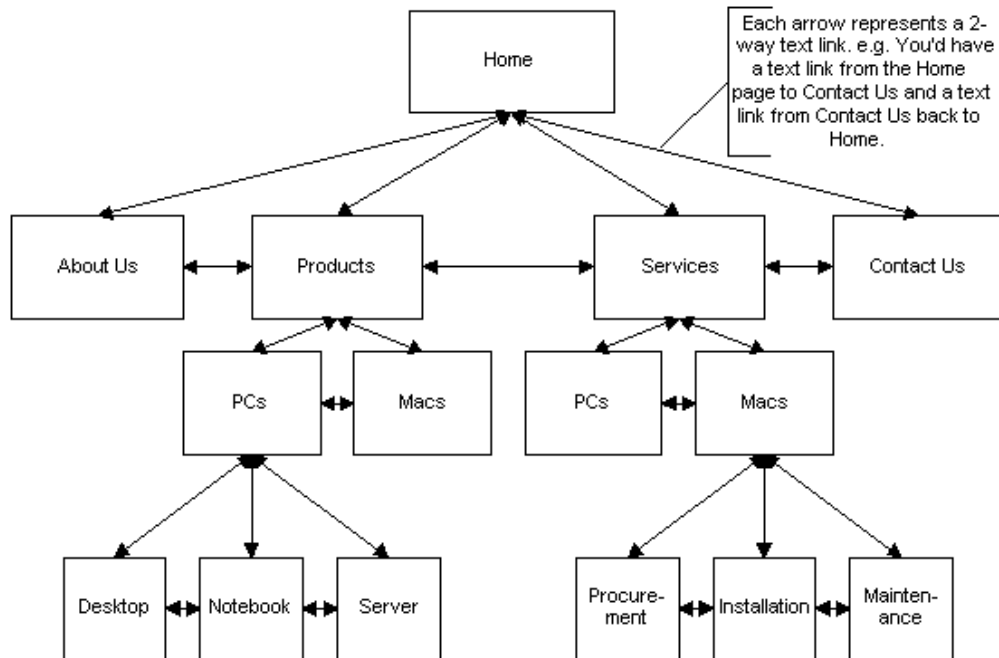 Home
Each arrow represents a 2-
way text link. e.g. You'd have
a text link from the Home
page to Contact Us and a text
link from Contact Us back to
Home.
About Us
Products
Services
Contact Us
PCs
Macs
PCs
Macs
Desktop
Notebook
Server
Procure-
ment
Installation
Mainten-
ance